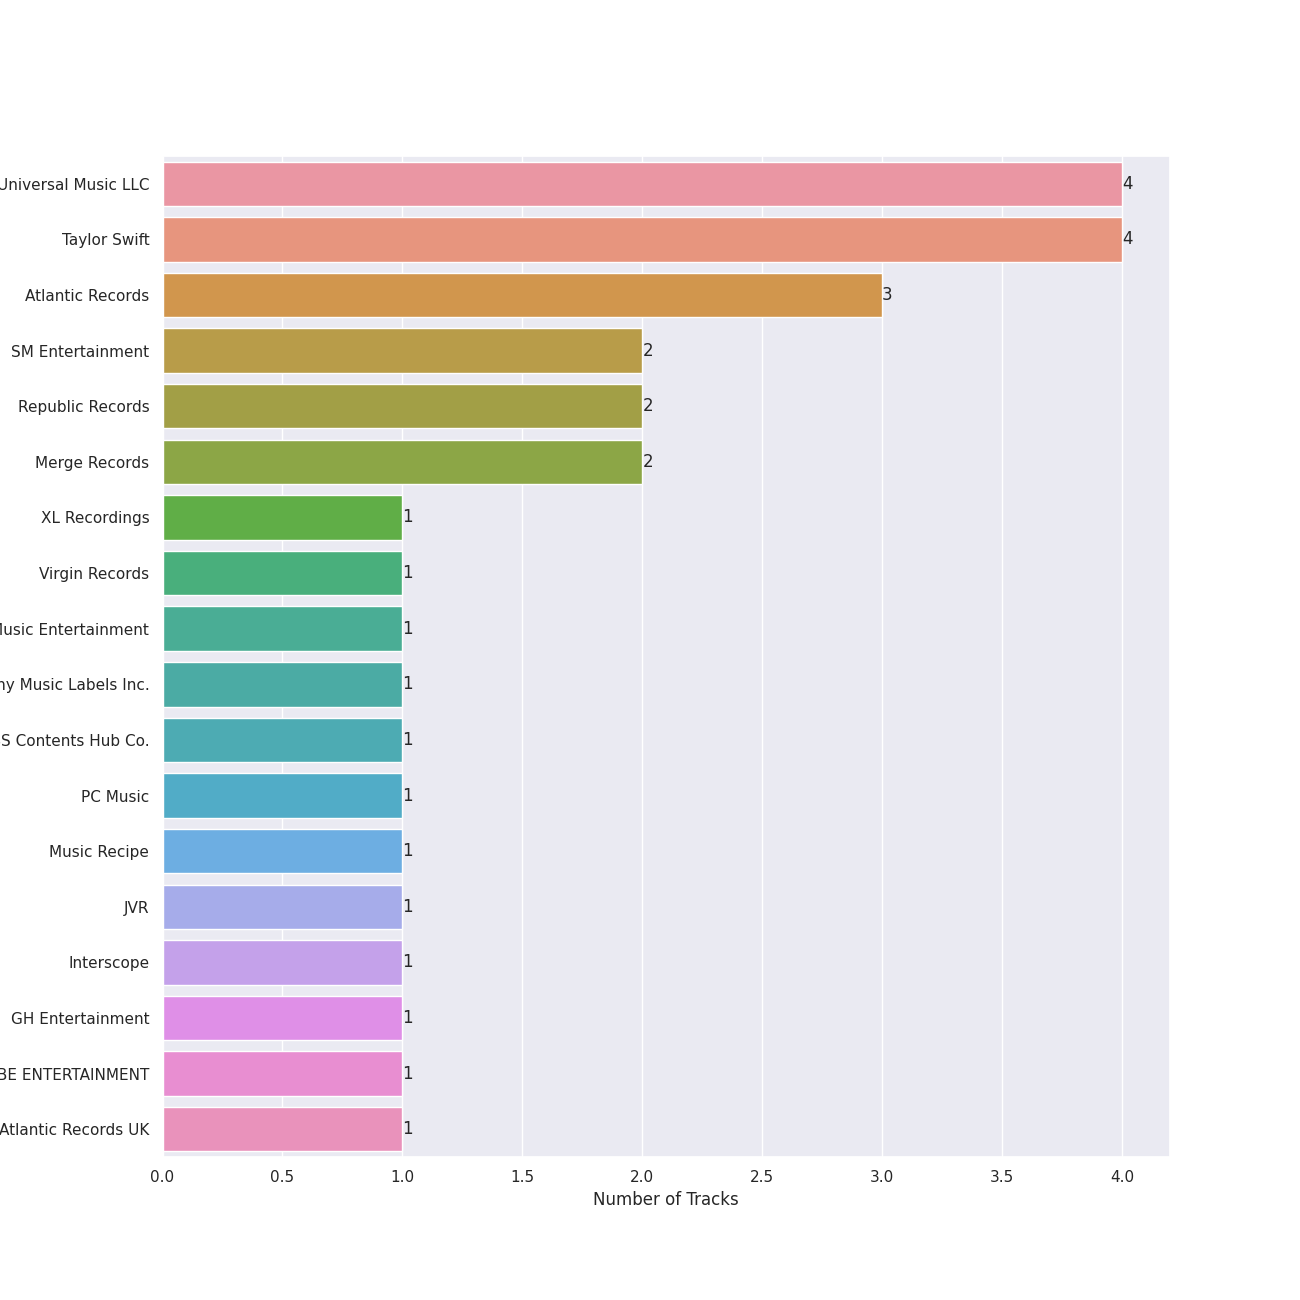 Universal Music LLC 4
Taylor Swift 4
Atlantic Records 3
SM Entertainment 2
Republic Records 2
Merge Records 2
XL Recordings 1
Virgin Records 1
Entertainment 1
Music Labels Inc. 1
S Contents Hub Co. 1
PC Music 1
Music Recipe 1
JVR 1
Interscope 1
GH Entertainment 1
BE ENTERTAINMENT 1
Atlantic Records UK 1
0.0 0.5 1.0 1.5 2.0 2.5 3.0 3.5 4.0
Number of Tracks